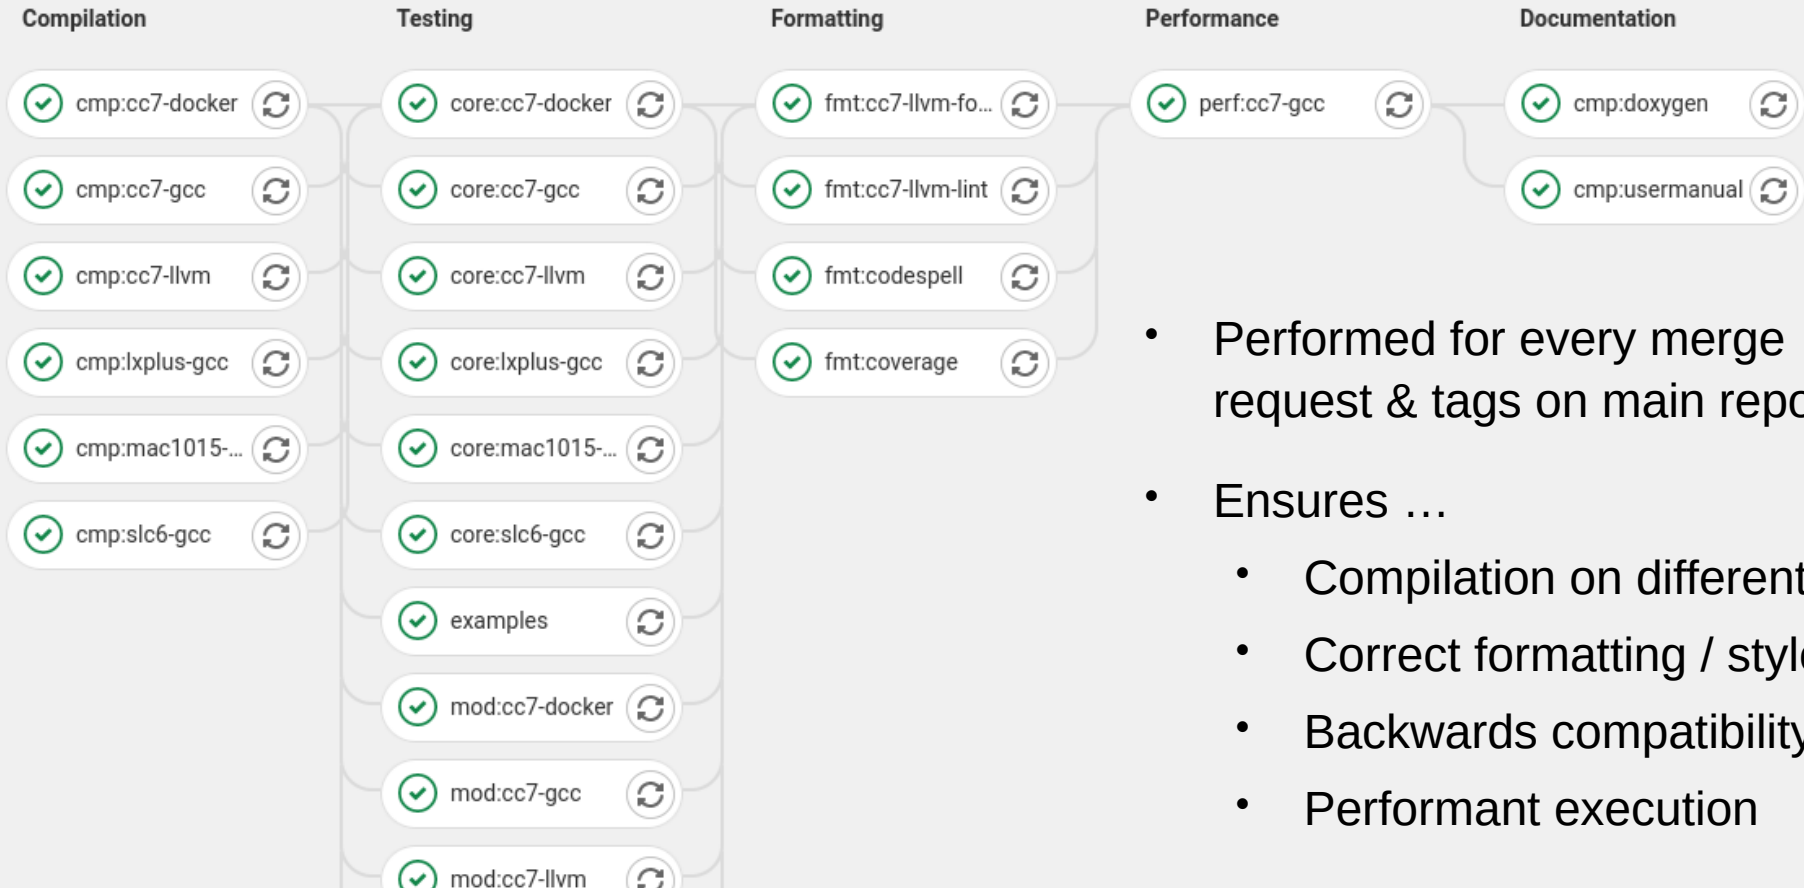 Compilation
cmp:cc7-docker
cmp:cc7-gcc
cmp:cc7-llvm
cmp:lxplus-gcc
cmp:mac1015-...
cmp:slc6-gcc
Testing
core:cc7-docker
core:cc7-gcc
core:cc7-llvm
core:lxplus-gcc
core:mac1015-...
core:slc6-gcc
examples
mod:cc7-docker
mod:cc7-gcc
mod:cc7-llvm
Formatting
fmt:cc7-llvm-fo...
fmt:cc7-llvm-lint
fmt:codespell
fmt:coverage
Performance
perf:cc7-gcc
Documentation
cmp:doxygen
cmp:usermanual
• Performed for every merge
request & tags on main repo
• Ensures …
• Compilation on different
• Correct formatting / style
• Backwards compatibility
• Performant execution